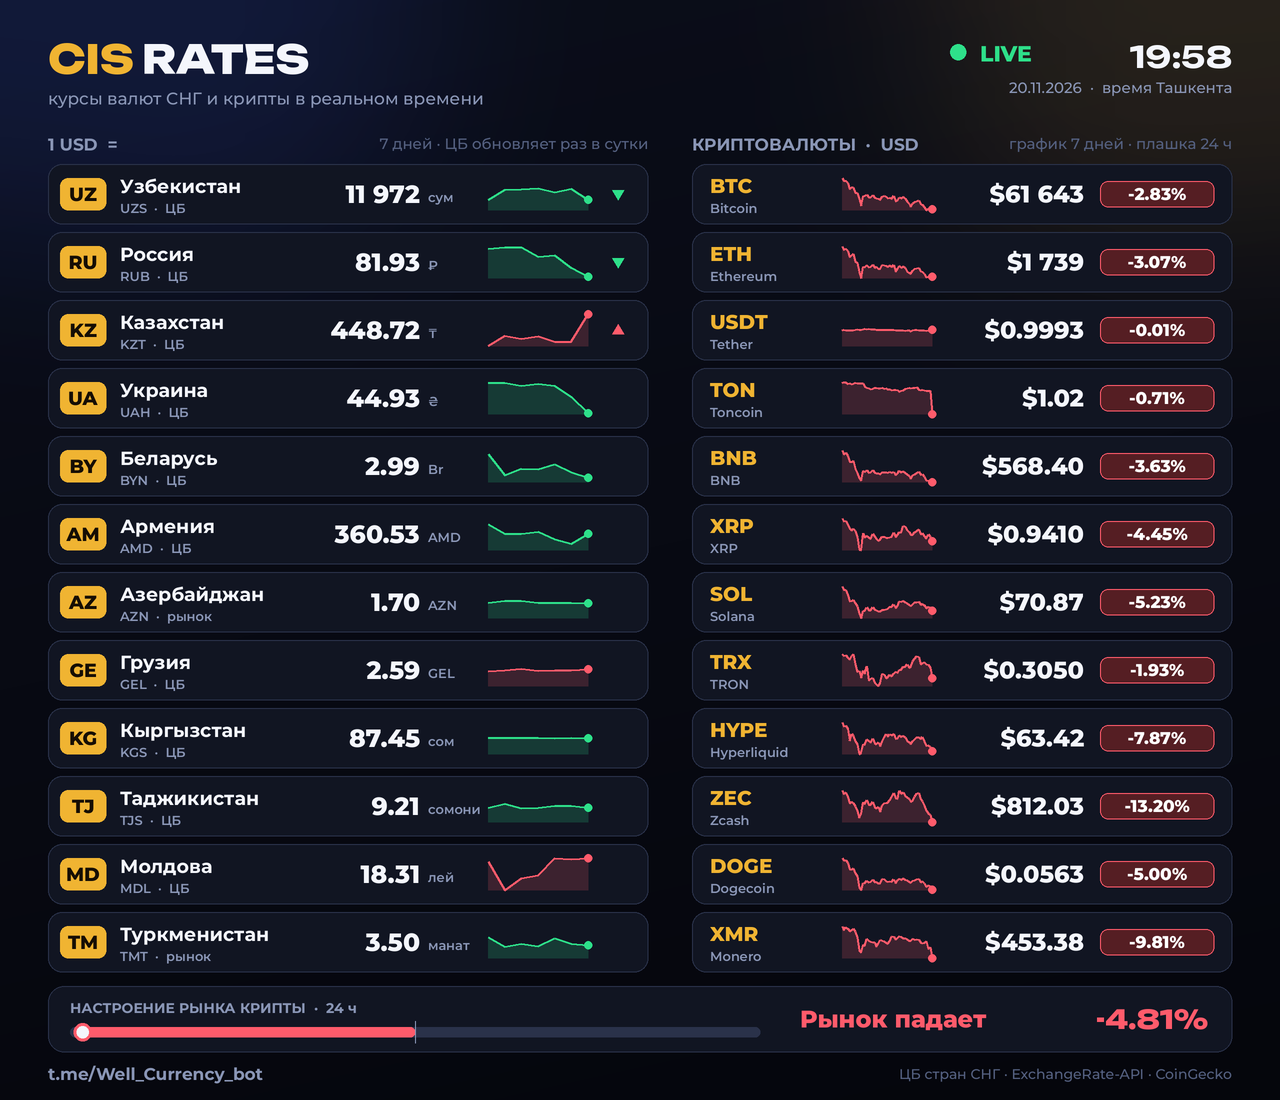 CIS RATES
курсы валют СНГ и крипты в реальном времени
LIVE 19:58
20.11.2026 · время Ташкента
1 USD =
7 дней · ЦБ обновляет раз в сутки
UZ Узбекистан 11 972 сум
UZS · ЦБ
RU Россия 81.93 ₽
RUB · ЦБ
KZ Казахстан 448.72 ₸
KZT · ЦБ
UA Украина 44.93 ₴
UAH · ЦБ
BY Беларусь 2.99 Br
BYN · ЦБ
AM Армения 360.53 AMD
AMD · ЦБ
AZ Азербайджан 1.70 AZN
AZN · рынок
GE Грузия 2.59 GEL
GEL · ЦБ
KG Кыргызстан 87.45 сом
KGS · ЦБ
TJ Таджикистан 9.21 сомони
TJS · ЦБ
MD Молдова 18.31 лей
MDL · ЦБ
TM Туркменистан 3.50 манат
TMT · рынок
КРИПТОВАЛЮТЫ · USD
график 7 дней · плашка 24 ч
BTC $61 643 -2.83%
Bitcoin
ETH $1 739 -3.07%
Ethereum
USDT $0.9993 -0.01%
Tether
TON $1.02 -0.71%
Toncoin
BNB $568.40 -3.63%
BNB
XRP $0.9410 -4.45%
XRP
SOL $70.87 -5.23%
Solana
TRX $0.3050 -1.93%
TRON
HYPE $63.42 -7.87%
Hyperliquid
ZEC $812.03 -13.20%
Zcash
DOGE $0.0563 -5.00%
Dogecoin
XMR $453.38 -9.81%
Monero
НАСТРОЕНИЕ РЫНКА КРИПТЫ · 24 ч
Рынок падает -4.81%
t.me/Well_Currency_bot
ЦБ стран СНГ · ExchangeRate-API · CoinGecko